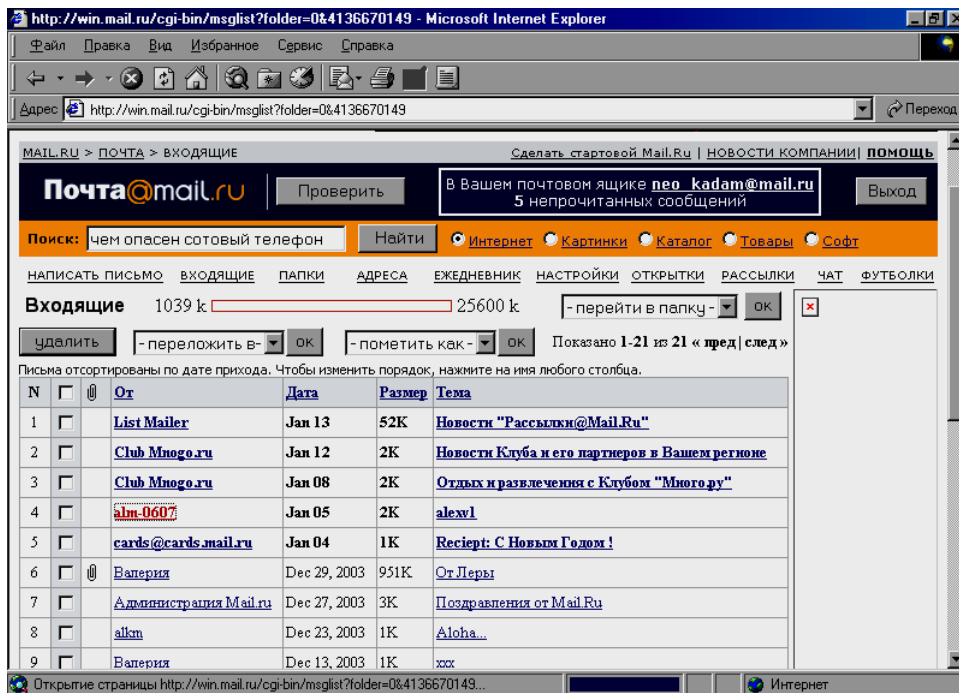 http://win.mail.ru/cgi-bin/msglist?folder=0&4136670149 - Microsoft Internet Explorer
Файл Правка Вид Избранное Сервис Справка
Адрес http://win.mail.ru/cgi-bin/msglist?folder=0&4136670149 Переход
MAIL.RU > ПОЧТА > ВХОДЯЩИЕ Сделать стартовой Mail.Ru | НОВОСТИ КОМПАНИИ | ПОМОЩЬ
Почта@mail.ru Проверить В Вашем почтовом ящике neo_kadam@mail.ru Выход
5 непрочитанных сообщений
Поиск: чем опасен сотовый телефон Найти Интернет Картинки Каталог Товары Софт
НАПИСАТЬ ПИСЬМО ВХОДЯЩИЕ ПАПКИ АДРЕСА ЕЖЕДНЕВНИК НАСТРОЙКИ ОТКРЫТКИ РАССЫЛКИ ЧАТ ФУТБОЛКИ
Входящие 1039 k 25600 k - перейти в папку - ОК
удалить - переложить в- ОК - пометить как - ОК Показано 1-21 из 21 « пред | след »
Письма отсортированы по дате прихода. Чтобы изменить порядок, нажмите на имя любого столбца.
N От Дата Размер Тема
1 List Mailer Jan 13 52K Новости "Рассылки@Mail.Ru"
2 Club Mnogo.ru Jan 12 2K Новости Клуба и его партнеров в Вашем регионе
3 Club Mnogo.ru Jan 08 2K Отдых и развлечения с Клубом "Много.ру"
4 alm-0607 Jan 05 2K alexv1
5 cards@cards.mail.ru Jan 04 1K Reciept: С Новым Годом !
6 Валерия Dec 29, 2003 951K От Леры
7 Администрация Mail.ru Dec 27, 2003 3K Поздравления от Mail.Ru
8 alkm Dec 23, 2003 1K Aloha...
9 Валерия Dec 13, 2003 1K xxx
Открытие страницы http://win.mail.ru/cgi-bin/msglist?folder=0&4136670149... Интернет